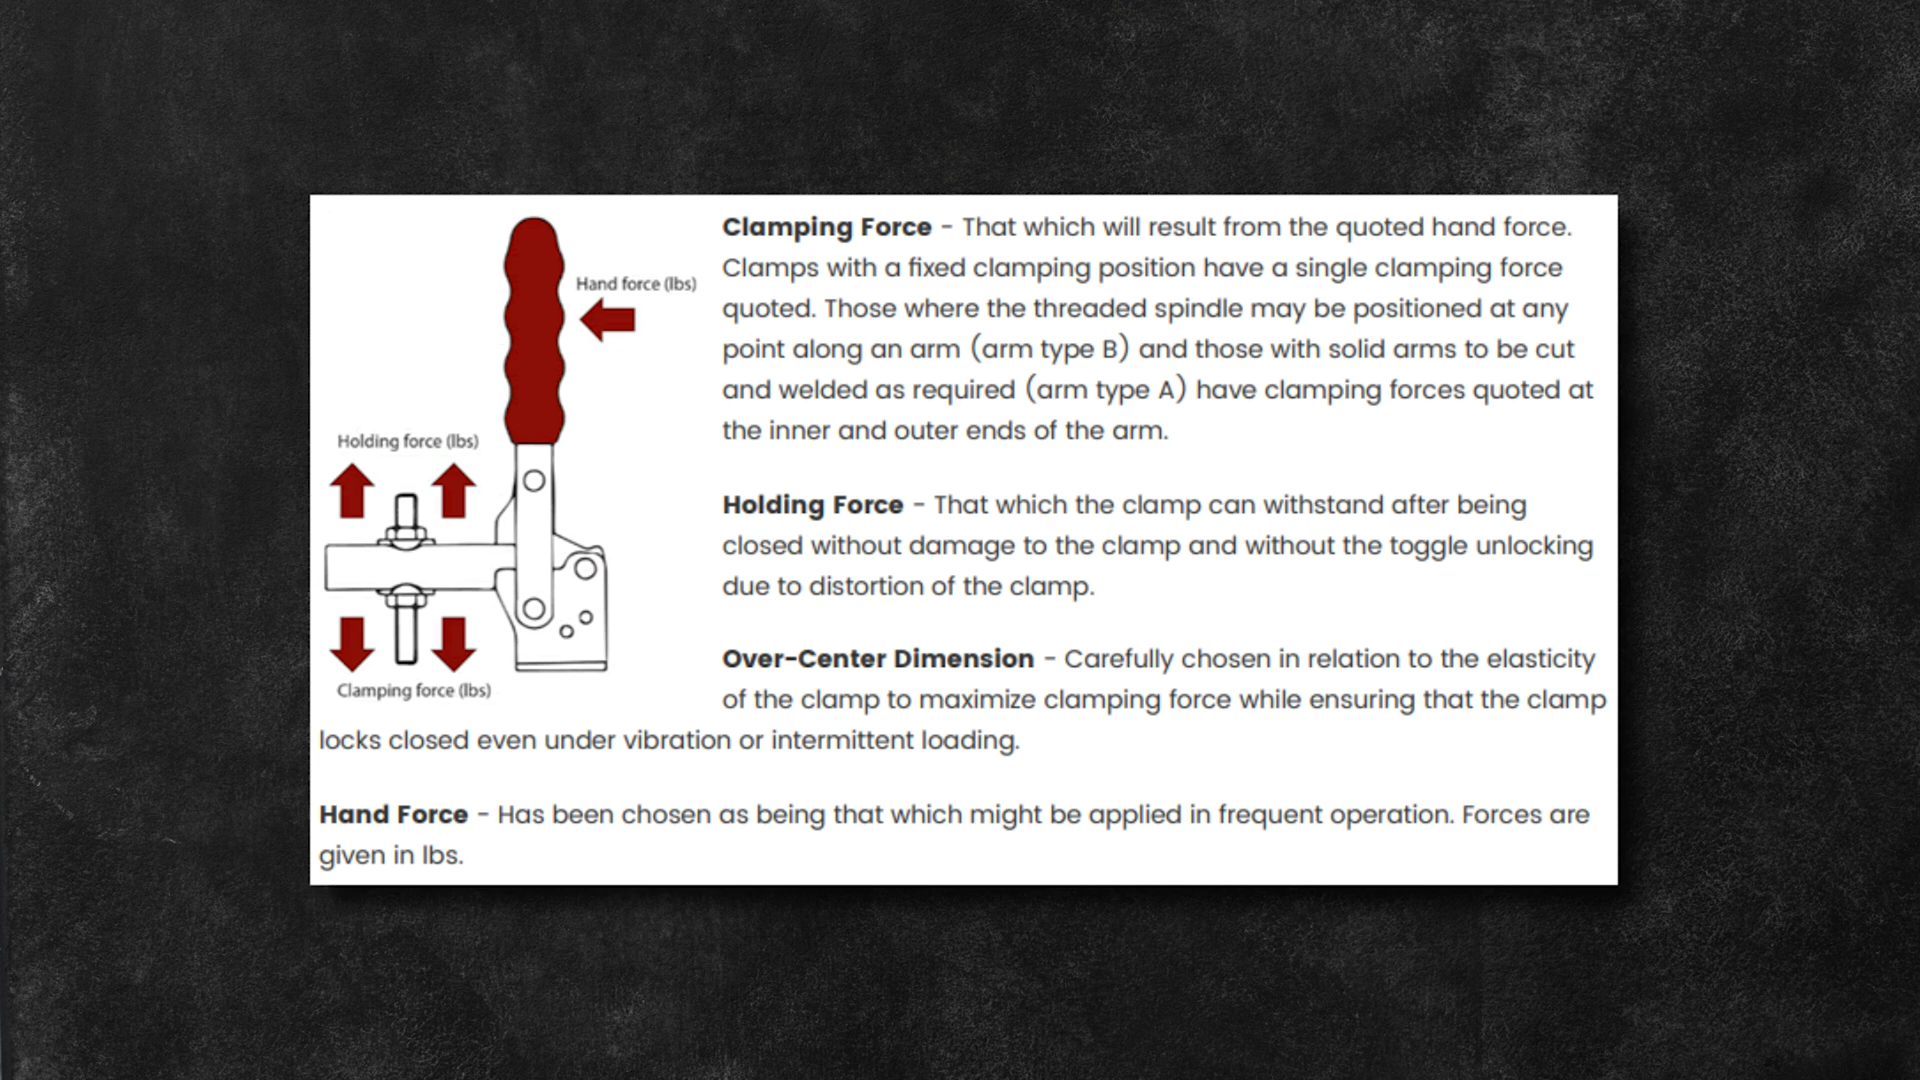 Hand force (lbs)
Holding force (lbs)
Clamping force (lbs)
Clamping Force - That which will result from the quoted hand force.
Clamps with a fixed clamping position have a single clamping force
quoted. Those where the threaded spindle may be positioned at any
point along an arm (arm type B) and those with solid arms to be cut
and welded as required (arm type A) have clamping forces quoted at
the inner and outer ends of the arm.
Holding Force - That which the clamp can withstand after being
closed without damage to the clamp and without the toggle unlocking
due to distortion of the clamp.
Over-Center Dimension - Carefully chosen in relation to the elasticity
of the clamp to maximize clamping force while ensuring that the clamp
locks closed even under vibration or intermittent loading.
Hand Force - Has been chosen as being that which might be applied in frequent operation. Forces are
given in lbs.